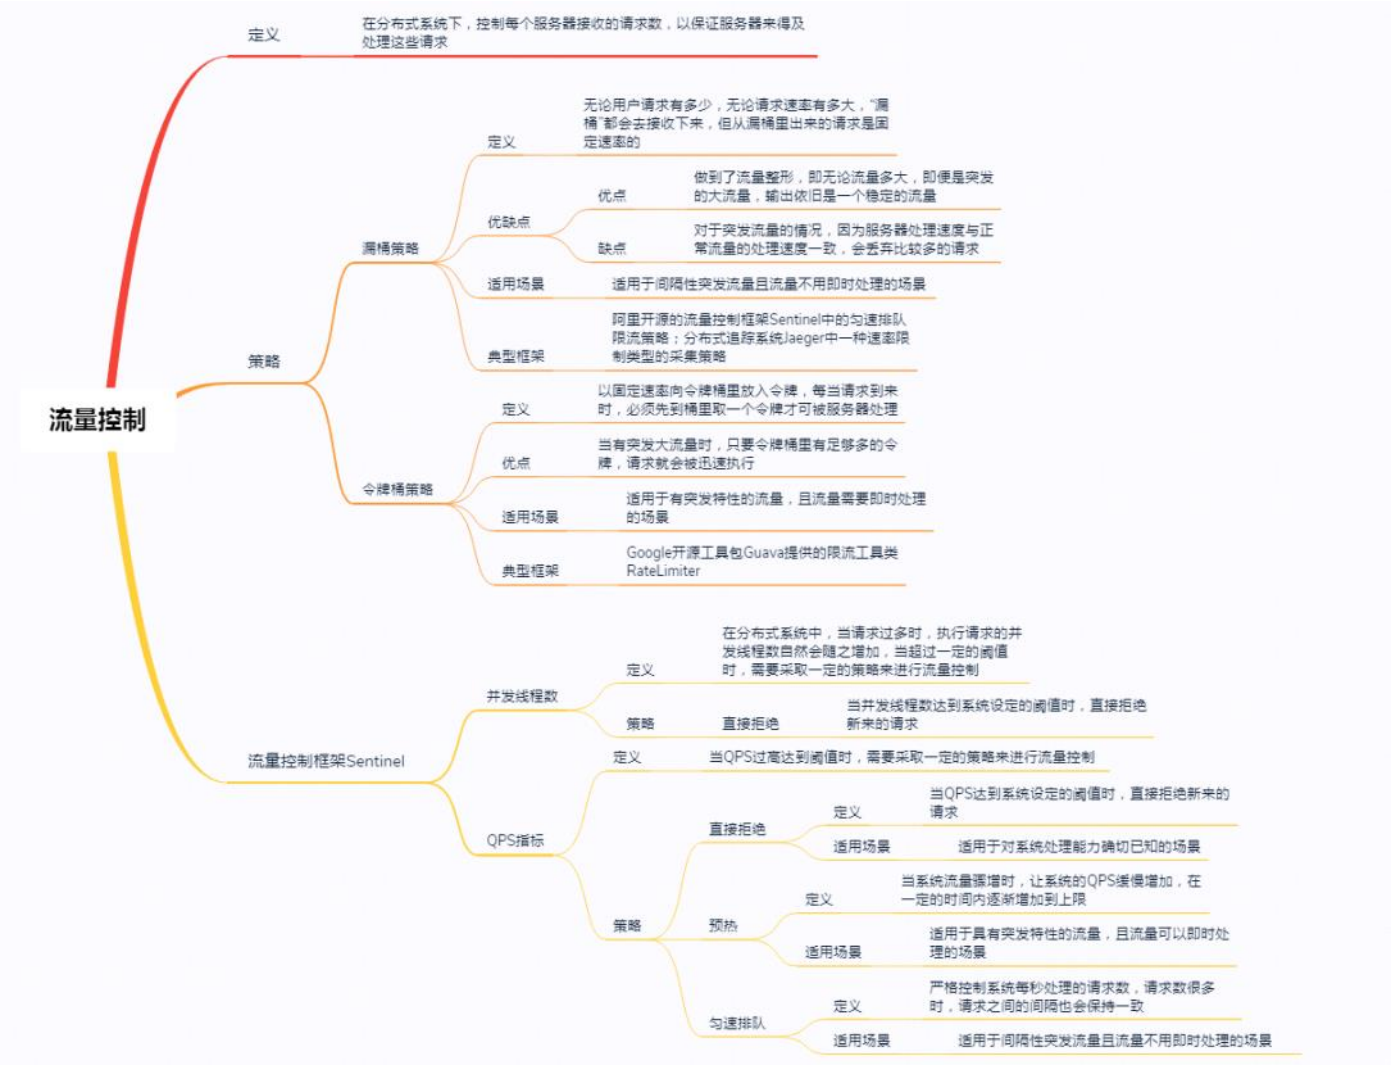 定义
在分布式系统下，控制每个服务器接收的请求数，以保证服务器来得及
处理这些请求
无论用户请求有多少，无论请求速率有多大，“漏
桶”都会去接收下来，但从漏桶里出来的请求是固
定速率的
定义
做到了流量整形，即无论流量多大，即便是突发
的大流量，输出依旧是一个稳定的流量
优点
优缺点
对于突发流量的情况，因为服务器处理速度与正
常流量的处理速度一致，会丢弃比较多的请求
缺点
漏桶策略
适用场景
适用于间隔性突发流量且流量不用即时处理的场景
阿里开源的流量控制框架Sentinel中的匀速排队
限流策略；分布式追踪系统Jaeger中一种速率限
制类型的采集策略
典型框架
策略
以固定速率向令牌桶里放入令牌，每当请求到来
时，必须先到桶里取一个令牌才可被服务器处理
定义
流量控制
当有突发大流量时，只要令牌桶里有足够多的令
牌，请求就会被迅速执行
优点
令牌桶策略
适用于有突发特性的流量，且流量需要即时处理
的场景
适用场景
Google开源工具包Guava提供的限流工具类
RateLimiter
典型框架
在分布式系统中，当请求过多时，执行请求的并
发线程数自然会随之增加，当超过一定的阈值
时，需要采取一定的策略来进行流量控制
定义
并发线程数
当并发线程数达到系统设定的阈值时，直接拒绝
新来的请求
策略
直接拒绝
流量控制框架Sentinel
定义
当QPS过高达到阈值时，需要采取一定的策略来进行流量控制
当QPS达到系统设定的阈值时，直接拒绝新来的
请求
定义
直接拒绝
QPS指标
适用场景
适用于对系统处理能力确切已知的场景
当系统流量骤增时，让系统的QPS缓慢增加，在
一定的时间内逐渐增加到上限
定义
策略
预热
适用于具有突发特性的流量，且流量可以即时处
理的场景
适用场景
严格控制系统每秒处理的请求数，请求数很多
时，请求之间的间隔也会保持一致
定义
匀速排队
适用场景
适用于间隔性突发流量且流量不用即时处理的场景